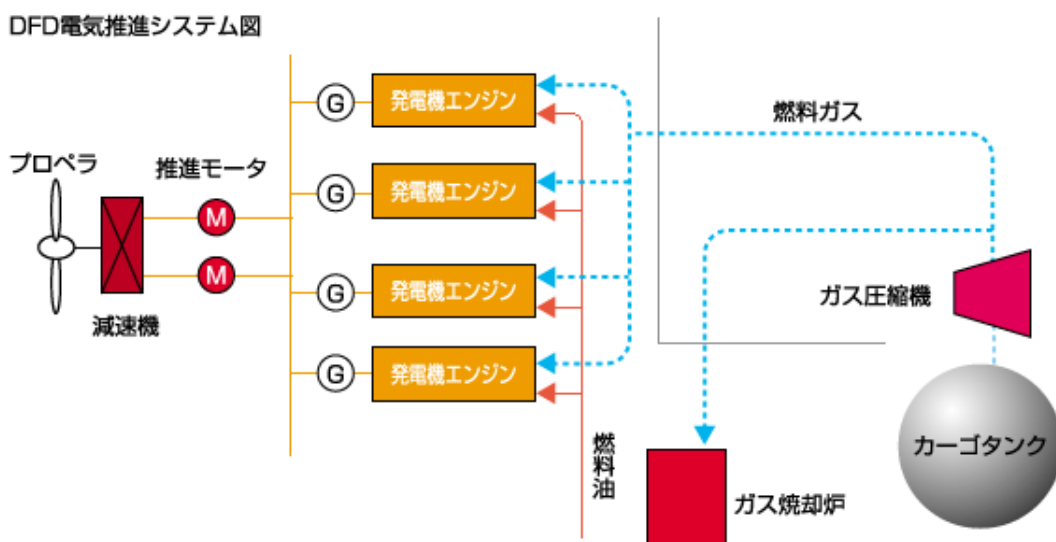 DFD電気推進システム図
プロペラ
推進モータ
M
M
減速機
G
発電機エンジン
G
発電機エンジン
G
発電機エンジン
G
発電機エンジン
燃料油
燃料ガス
ガス圧縮機
カーゴタンク
ガス焼却炉